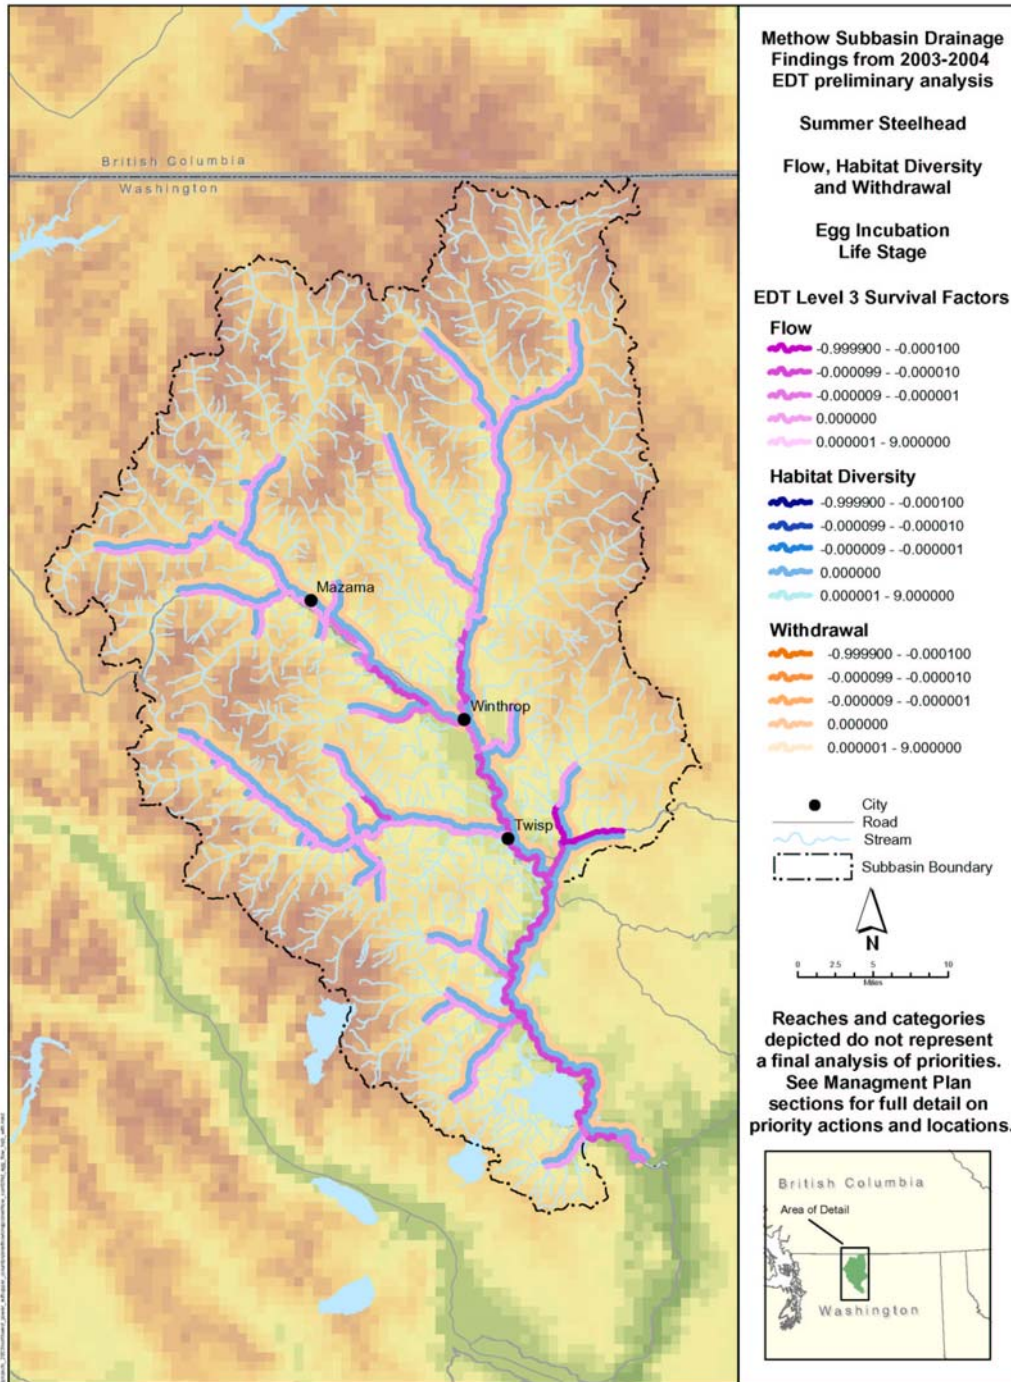 British Columbia
Washington
Mazama
Winthrop
Twisp
Methow Subbasin Drainage
Findings from 2003-2004
EDT preliminary analysis
Summer Steelhead
Flow, Habitat Diversity
and Withdrawal
Egg Incubation
Life Stage
EDT Level 3 Survival Factors
Flow
-0.999900 - -0.000100
-0.000099 - -0.000010
-0.000009 - -0.000001
0.000000
0.000001 - 9.000000
Habitat Diversity
-0.999900 - -0.000100
-0.000099 - -0.000010
-0.000009 - -0.000001
0.000000
0.000001 - 9.000000
Withdrawal
-0.999900 - -0.000100
-0.000099 - -0.000010
-0.000009 - -0.000001
0.000000
0.000001 - 9.000000
City
Road
Stream
Subbasin Boundary
N
0 2.5 5 10
Miles
Reaches and categories
depicted do not represent
a final analysis of priorities.
See Managment Plan
sections for full detail on
priority actions and locations.
British Columbia
Area of Detail
Washington